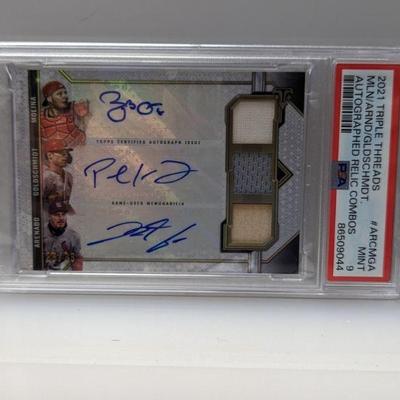 2021 TRIPLE THREADS
MLN/ARND/GLDSCHMDT.
AUTOGRAPHED RELIC COMBOS
#ARCMGA
MINT
9
86509044
PSA
MOLINA
GOLDSCHMIDT
ARENADO
TOPPS CERTIFIED AUTOGRAPH ISSUE
GAME-USED MEMORABILIA